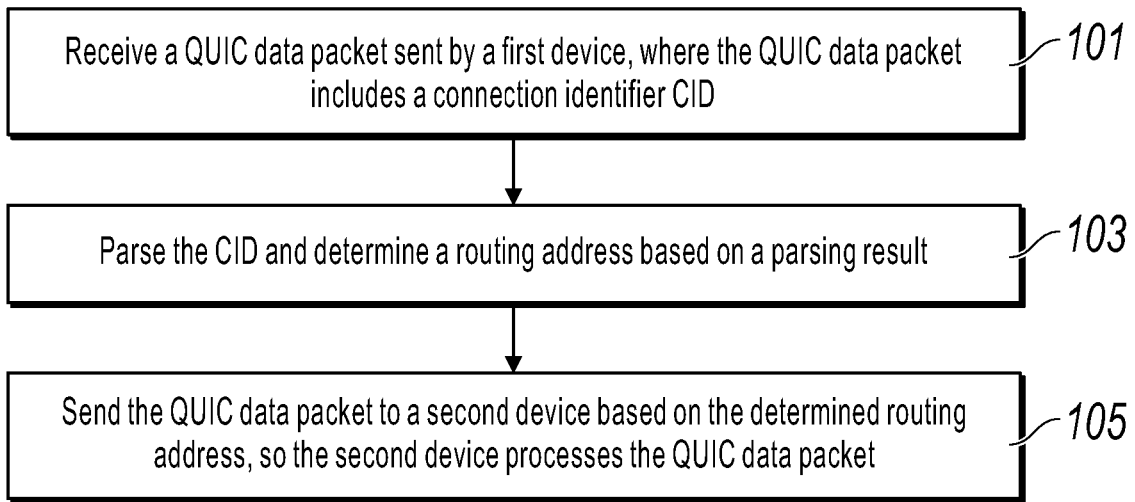 Receive a QUIC data packet sent by a first device, where the QUIC data packet
includes a connection identifier CID
101
Parse the CID and determine a routing address based on a parsing result
103
Send the QUIC data packet to a second device based on the determined routing
address, so the second device processes the QUIC data packet
105